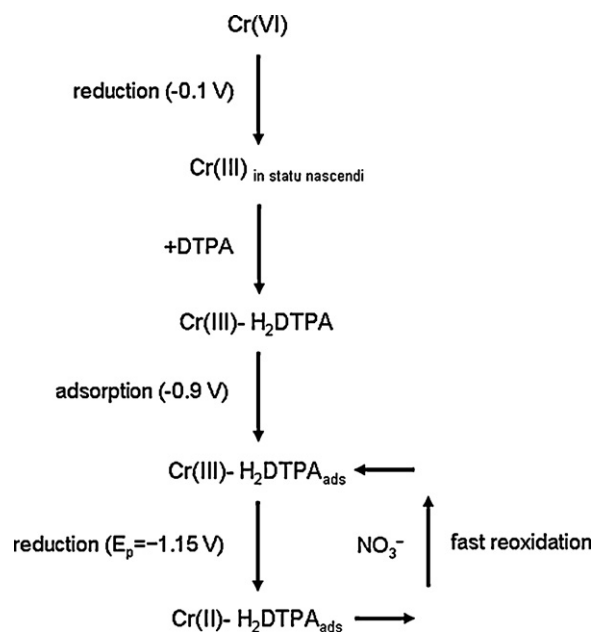 Cr(VI)
reduction (-0.1 V)
Cr(III) in statu nascendi
+DTPA
Cr(III)- H₂DTPA
adsorption (-0.9 V)
Cr(III)- H₂DTPAads
reduction (Ep=−1.15 V) NO₃⁻ fast reoxidation
Cr(II)- H₂DTPAads